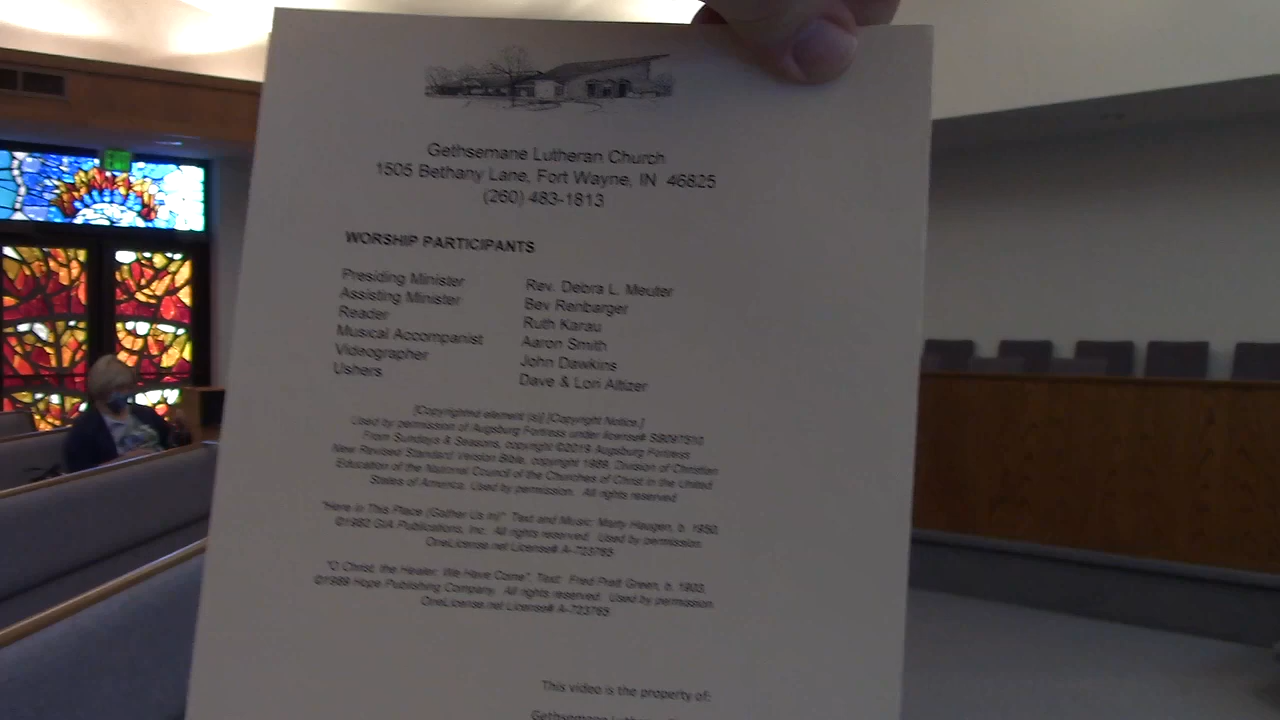 Gethsemane Lutheran Church
1505 Bethany Lane, Fort Wayne, IN 46825
(260) 483-1813
WORSHIP PARTICIPANTS
Presiding Minister Rev. Debra L. Meuter
Assisting Minister Bev Renbarger
Reader Ruth Karau
Musical Accompanist Aaron Smith
Videographer John Dawkins
Ushers Dave & Lori Altizer
[Copyrighted element (s)] [Copyright Notice.]
Used by permission of Augsburg Fortress under license# SB097510
From Sundays & Seasons, copyright ©2019 Augsburg Fortress
New Revised Standard Version Bible, copyright 1989, Division of Christian
Education of the National Council of the Churches of Christ in the United
States of America. Used by permission. All rights reserved
"Here in This Place (Gather Us In)" Text and Music: Marty Haugen, b. 1950,
©1982 GIA Publications, Inc. All rights reserved. Used by permission.
OneLicense.net License# A-723765
"O Christ, the Healer, We Have Come", Text: Fred Pratt Green, b. 1903,
©1969 Hope Publishing Company. All rights reserved. Used by permission.
OneLicense.net License# A-723765
This video is the property of:
Gethsemane